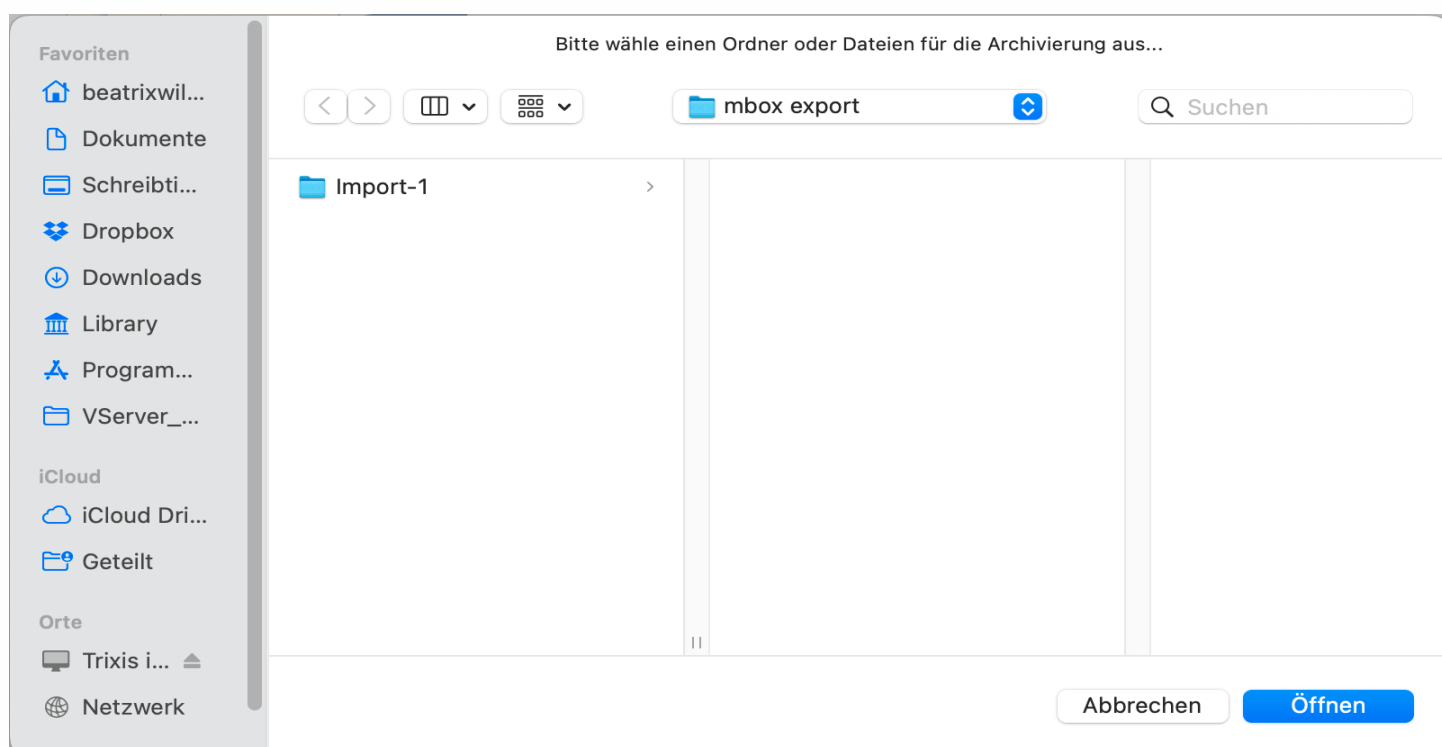 Bitte wähle einen Ordner oder Dateien für die Archivierung aus...
Favoriten
beatrixwil...
Dokumente
Schreibti...
Dropbox
Downloads
Library
Program...
VServer_...
iCloud
iCloud Dri...
Geteilt
Orte
Trixis i...
Netzwerk
mbox export
Suchen
Import-1
Abbrechen
Öffnen